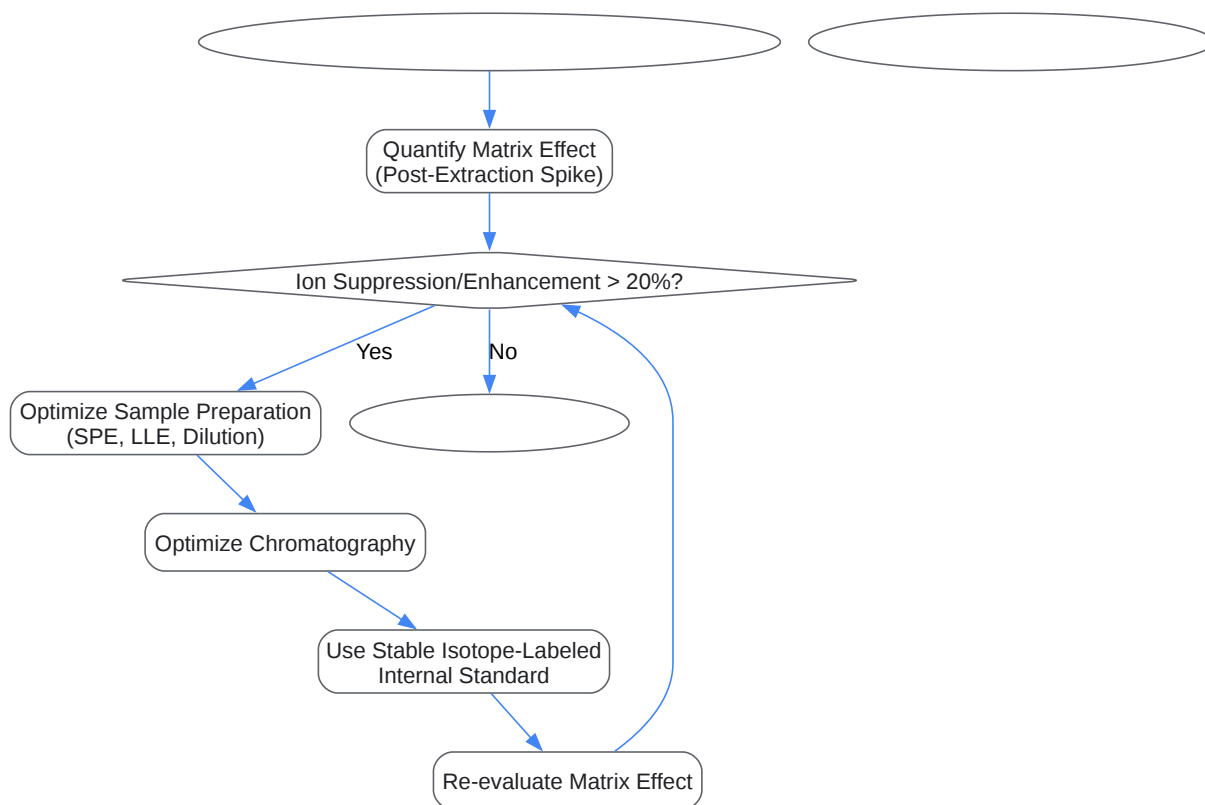 Quantify Matrix Effect
(Post-Extraction Spike)
Ion Suppression/Enhancement > 20%?
Yes
No
Optimize Sample Preparation
(SPE, LLE, Dilution)
Optimize Chromatography
Use Stable Isotope-Labeled
Internal Standard
Re-evaluate Matrix Effect